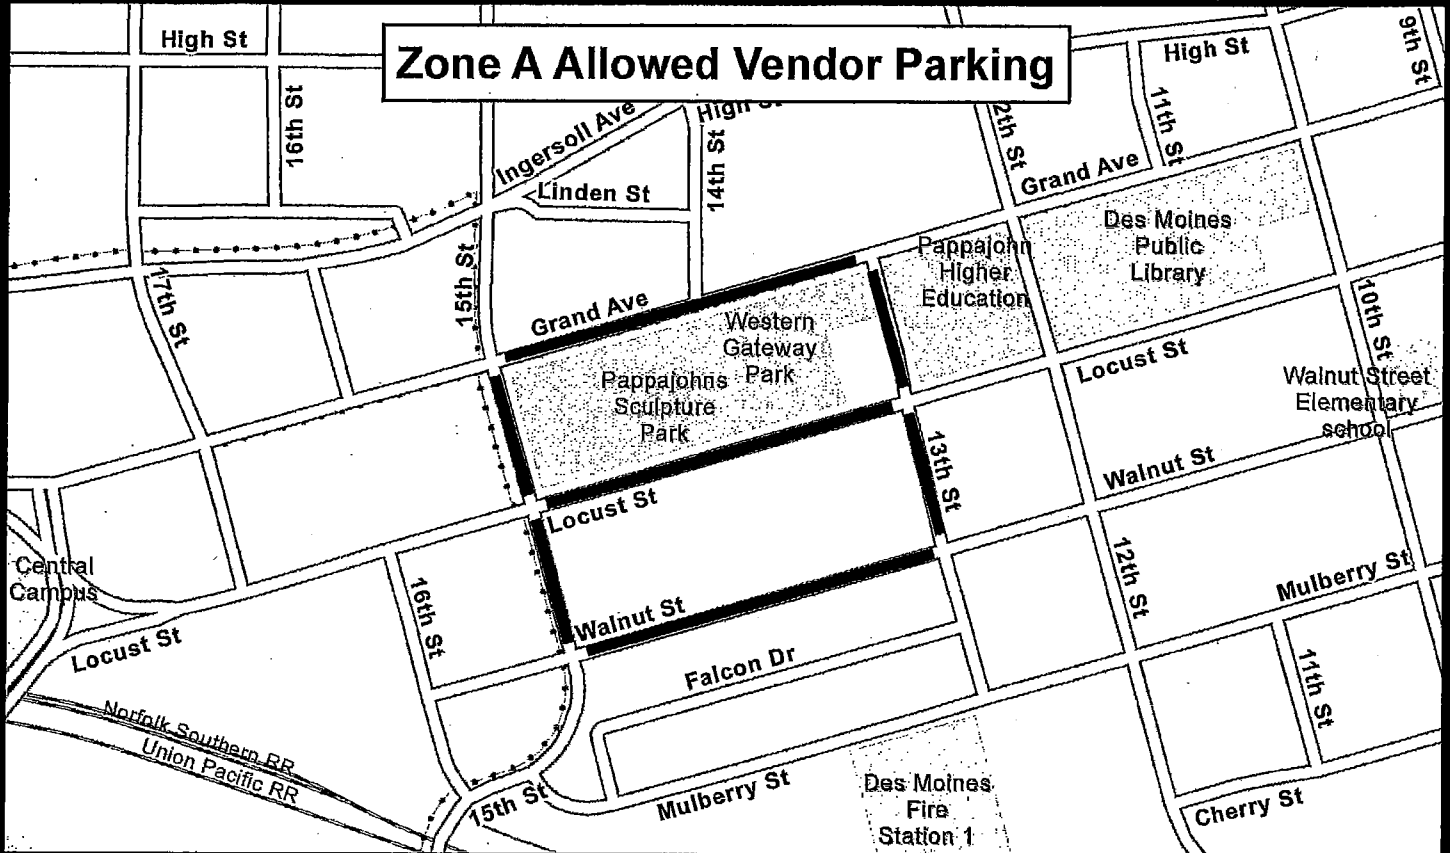 Zone A Allowed Vendor Parking
High St
16th St
Ingersoll Ave
High St
14th St
Linden St
2th St
High St
11th St
9th St
Grand Ave
Des Moines
Public
Library
Pappajohn
Higher
Education
17th St
15th St
Grand Ave
Western
Gateway
Park
Pappajohns
Sculpture
Park
Locust St
10th St
Walnut Street
Elementary
school
13th St
Walnut St
Locust St
Central
Campus
16th St
Locust St
Walnut St
12th St
Mulberry St
Falcon Dr
11th St
Norfolk Southern RR
Union Pacific RR
15th St
Mulberry St
Des Moines
Fire
Station 1
Cherry St